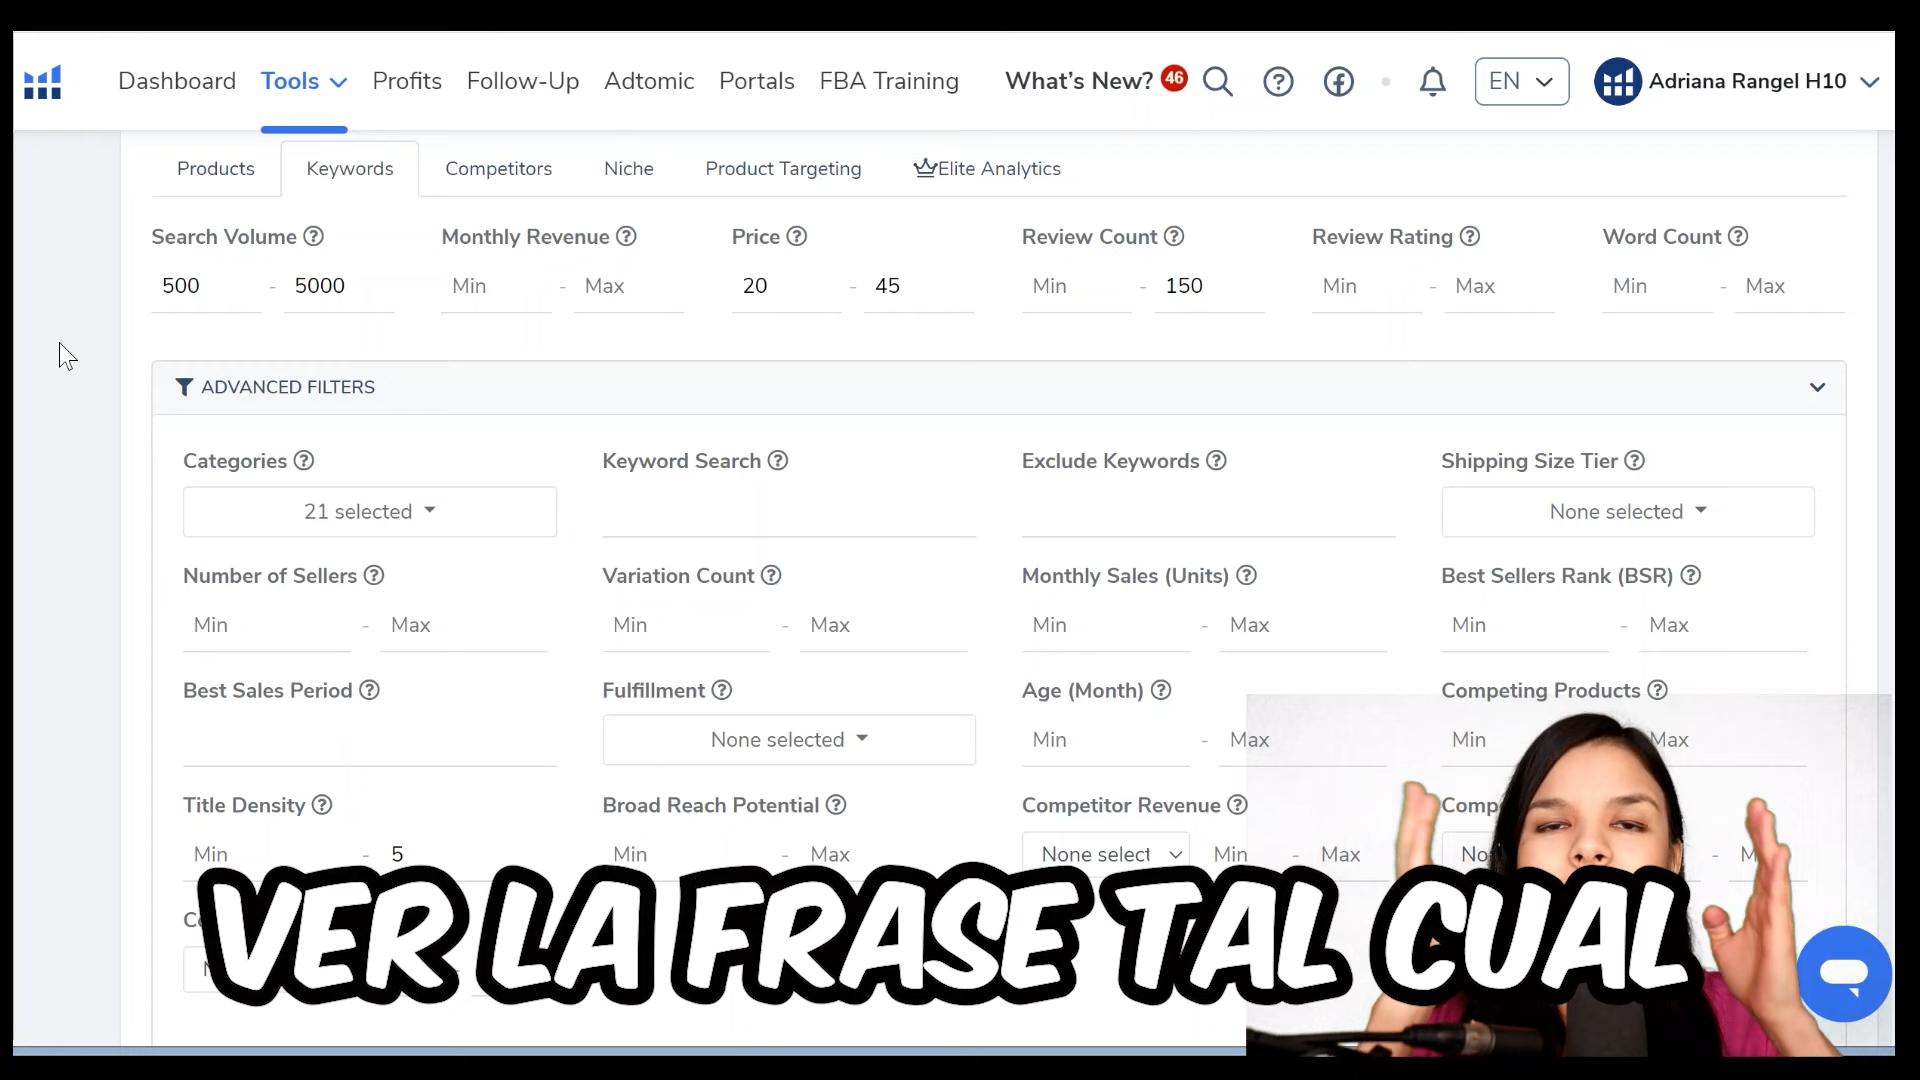 Dashboard Tools Profits Follow-Up Adtomic Portals FBA Training What's New? 46 EN Adriana Rangel H10
Products Keywords Competitors Niche Product Targeting Elite Analytics
Search Volume Monthly Revenue Price Review Count Review Rating Word Count
500 - 5000 Min - Max 20 - 45 Min - 150 Min - Max Min - Max
ADVANCED FILTERS
Categories Keyword Search Exclude Keywords Shipping Size Tier
21 selected None selected
Number of Sellers Variation Count Monthly Sales (Units) Best Sellers Rank (BSR)
Min - Max Min - Max Min - Max Min - Max
Best Sales Period Fulfillment Age (Month) Competing Products
None selected Min - Max Min Max
Title Density Broad Reach Potential Competitor Revenue
Min - 5 Min - Max None select Min - Max
VER LA FRASE TAL CUAL